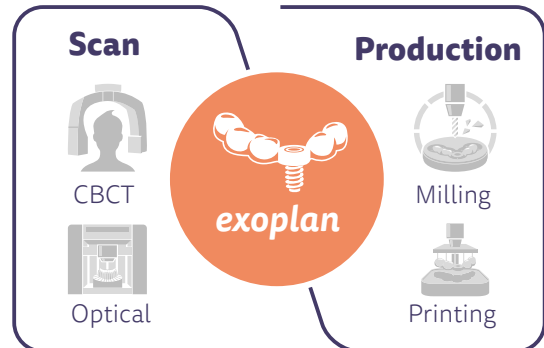 Scan
CBCT
Optical
exoplan
Production
Milling
Printing